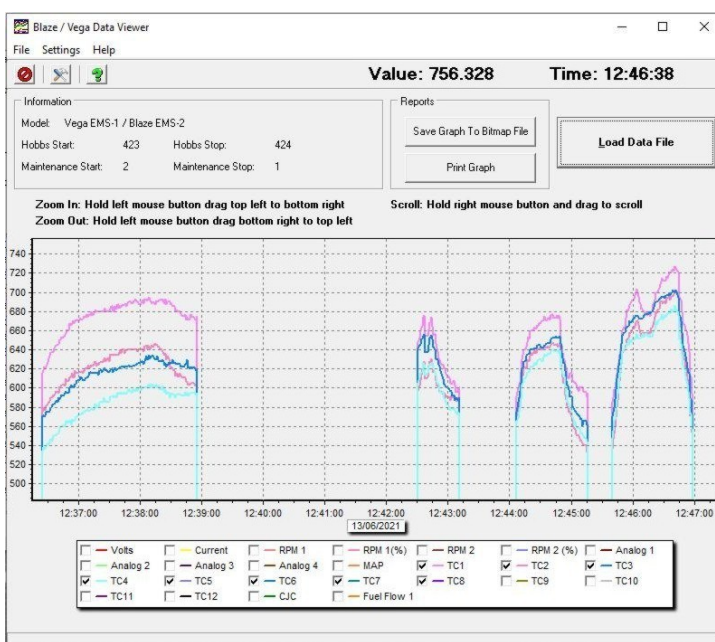 Blaze / Vega Data Viewer
File Settings Help
Value: 756.328 Time: 12:46:38
Information
Model: Vega EMS-1 / Blaze EMS-2
Hobbs Start: 423 Hobbs Stop: 424
Maintenance Start: 2 Maintenance Stop: 1
Reports
Save Graph To Bitmap File
Print Graph
Load Data File
Zoom In: Hold left mouse button drag top left to bottom right
Zoom Out: Hold left mouse button drag bottom right to top left
Scroll: Hold right mouse button and drag to scroll
740
720
700
680
660
640
620
600
580
560
540
520
500
12:37:00 12:38:00 12:39:00 12:40:00 12:41:00 12:42:00 12:43:00 12:44:00 12:45:00 12:46:00 12:47:00
13/06/2021
Volts Current RPM 1 RPM 1(%) RPM 2 RPM 2 (%) Analog 1
Analog 2 Analog 3 Analog 4 MAP TC1 TC2 TC3
TC4 TC5 TC6 TC7 TC8 TC9 TC10
TC11 TC12 CJC Fuel Flow 1